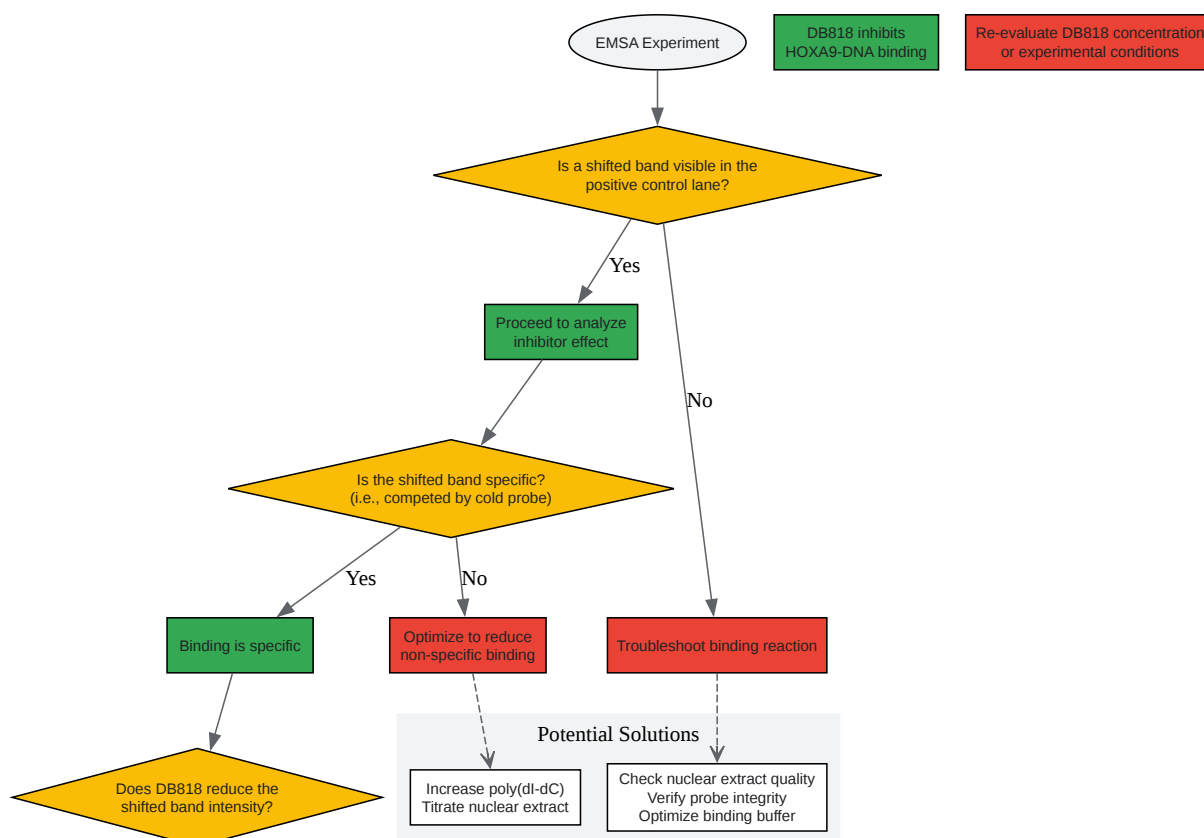 EMSA Experiment
DB818 inhibits
HOXA9-DNA binding
Re-evaluate DB818 concentration
or experimental conditions
Is a shifted band visible in the
positive control lane?
Yes
Proceed to analyze
inhibitor effect
No
Is the shifted band specific?
(i.e., competed by cold probe)
Yes
No
Binding is specific
Optimize to reduce
non-specific binding
Troubleshoot binding reaction
Potential Solutions
Does DB818 reduce the
shifted band intensity?
Increase poly(dI-dC)
Titrate nuclear extract
Check nuclear extract quality
Verify probe integrity
Optimize binding buffer